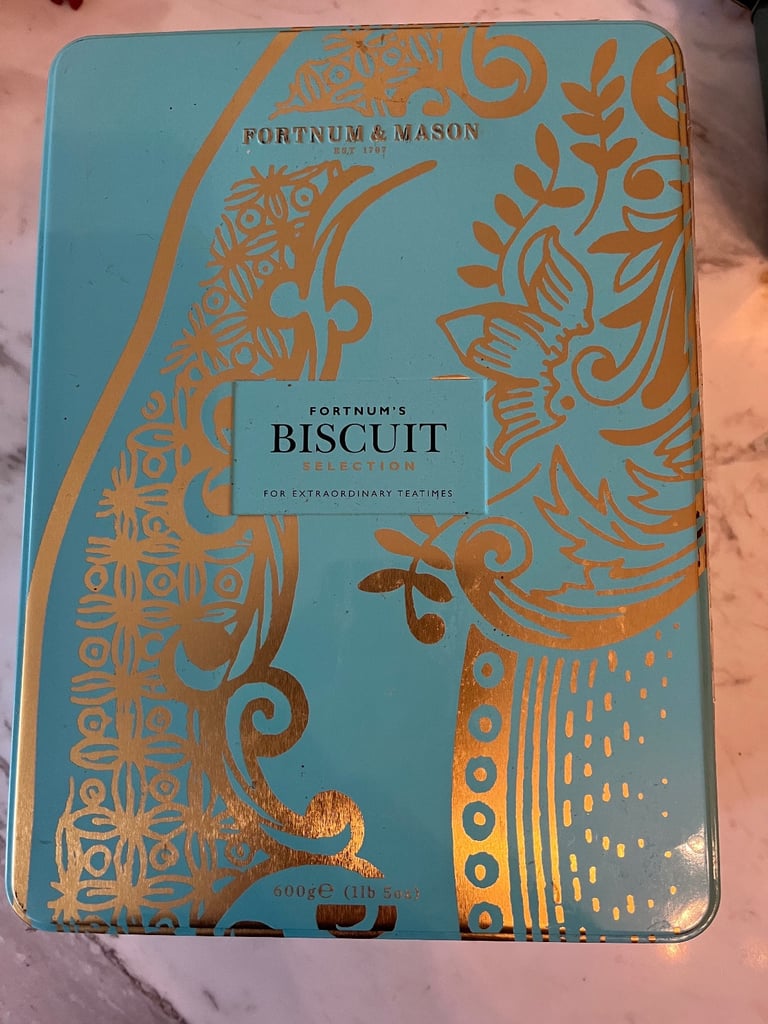 FORTNUM & MASON
EST 1707
FORTNUM'S
BISCUIT
SELECTION
FOR EXTRAORDINARY TEATIMES
600g℮ (1lb 5oz)